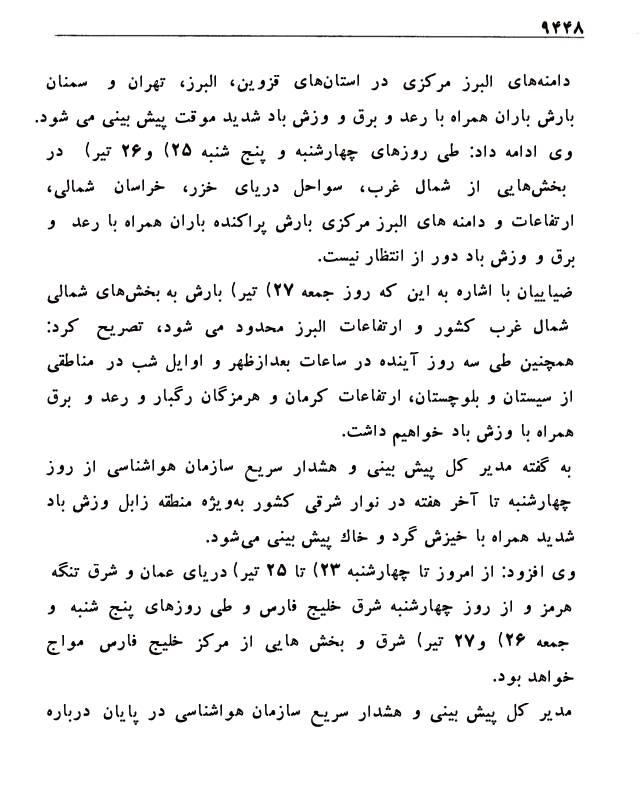 ۹۴۴۸
دامنه‌های البرز مرکزی در استان‌های قزوین، البرز، تهران و سمنان
بارش باران همراه با رعد و برق و وزش باد شدید موقت پیش بینی می شود.
وی ادامه داد: طی روزهای چهارشنبه و پنج شنبه ۲۵) و۲۶ تیر) در
بخش‌هایی از شمال غرب، سواحل دریای خزر، خراسان شمالی،
ارتفاعات و دامنه های البرز مرکزی بارش پراکنده باران همراه با رعد و
برق و وزش باد دور از انتظار نیست.
ضیاییان با اشاره به این که روز جمعه ۲۷) تیر) بارش به بخش‌های شمالی
شمال غرب کشور و ارتفاعات البرز محدود می شود، تصریح کرد:
همچنین طی سه روز آینده در ساعات بعدازظهر و اوایل شب در مناطقی
از سیستان و بلوچستان، ارتفاعات کرمان و هرمزگان رگبار و رعد و برق
همراه با وزش باد خواهیم داشت.
به گفته مدیر کل پیش بینی و هشدار سریع سازمان هواشناسی از روز
چهارشنبه تا آخر هفته در نوار شرقی کشور به‌ویژه منطقه زابل وزش باد
شدید همراه با خیزش گرد و خاك پیش بینی می‌شود.
وی افزود: از امروز تا چهارشنبه ۲۳) تا ۲۵ تیر) دریای عمان و شرق تنگه
هرمز و از روز چهارشنبه شرق خلیج فارس و طی روزهای پنج شنبه و
جمعه ۲۶) و۲۷ تیر) شرق و بخش هایی از مرکز خلیج فارس مواج
خواهد بود.
مدیر کل پیش بینی و هشدار سریع سازمان هواشناسی در پایان درباره